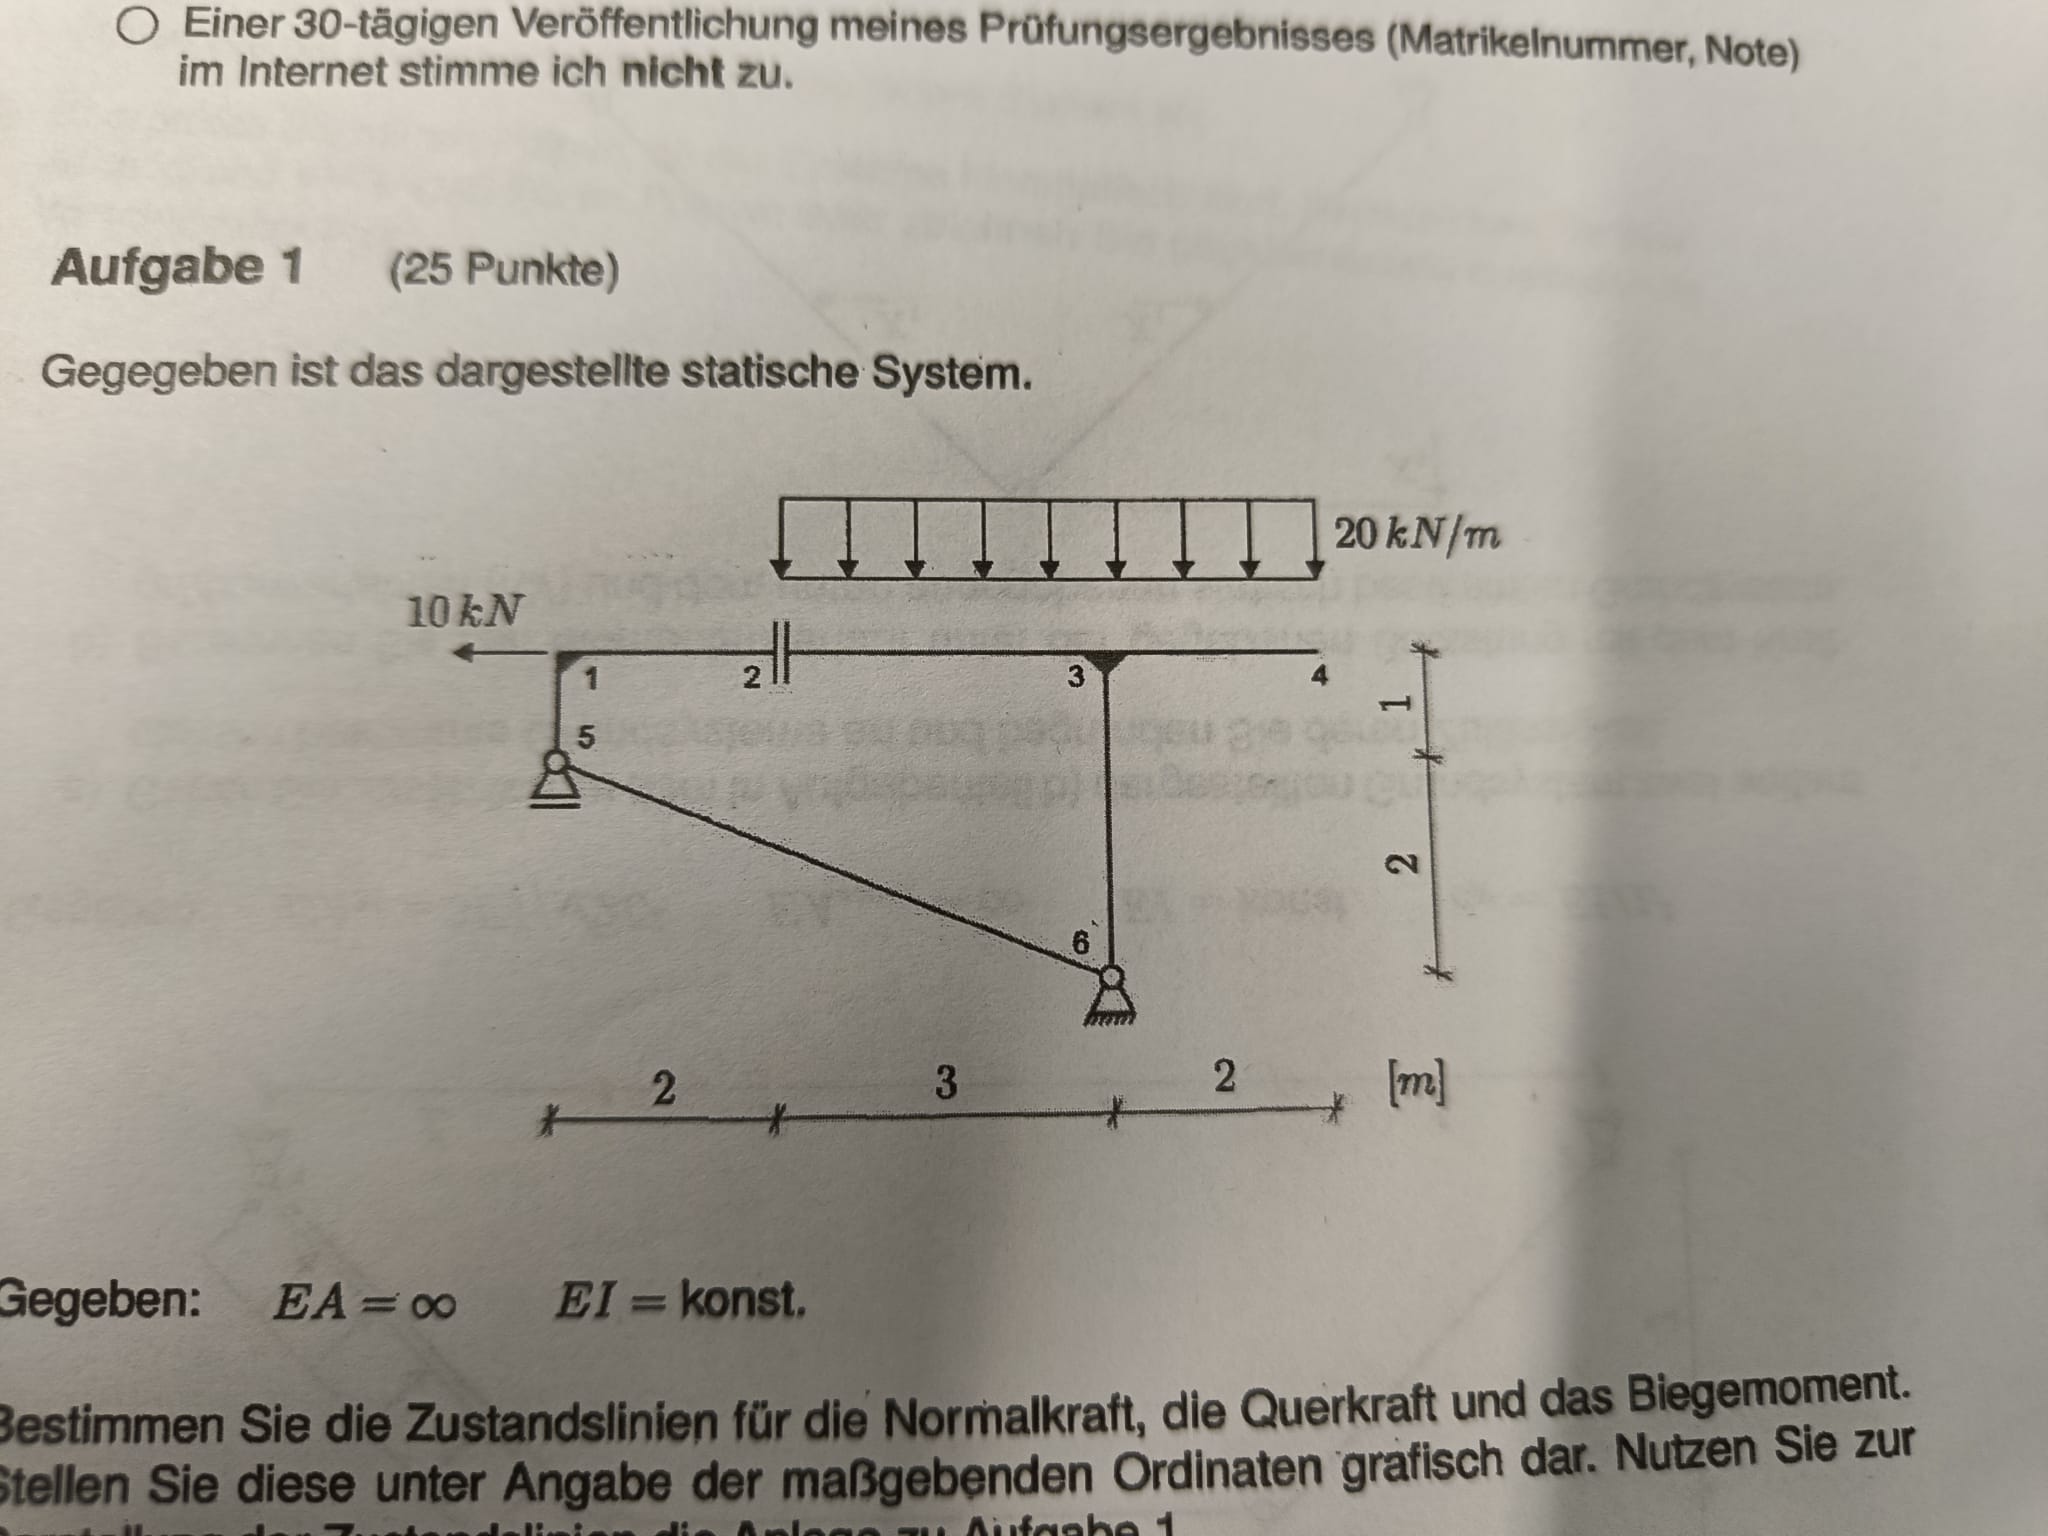 Einer 30-tägigen Veröffentlichung meines Prüfungsergebnisses (Matrikelnummer, Note)
im Internet stimme ich nicht zu.
Aufgabe 1 (25 Punkte)
Gegegeben ist das dargestellte statische System.
20 kN/m
10 kN
1
2
3
4
5
6
1
2
2
3
2
[m]
Gegeben: EA = ∞ EI = konst.
Bestimmen Sie die Zustandslinien für die Normalkraft, die Querkraft und das Biegemoment.
Stellen Sie diese unter Angabe der maßgebenden Ordinaten grafisch dar. Nutzen Sie zur
der Zustandslinien die Anlage zu Aufgabe 1